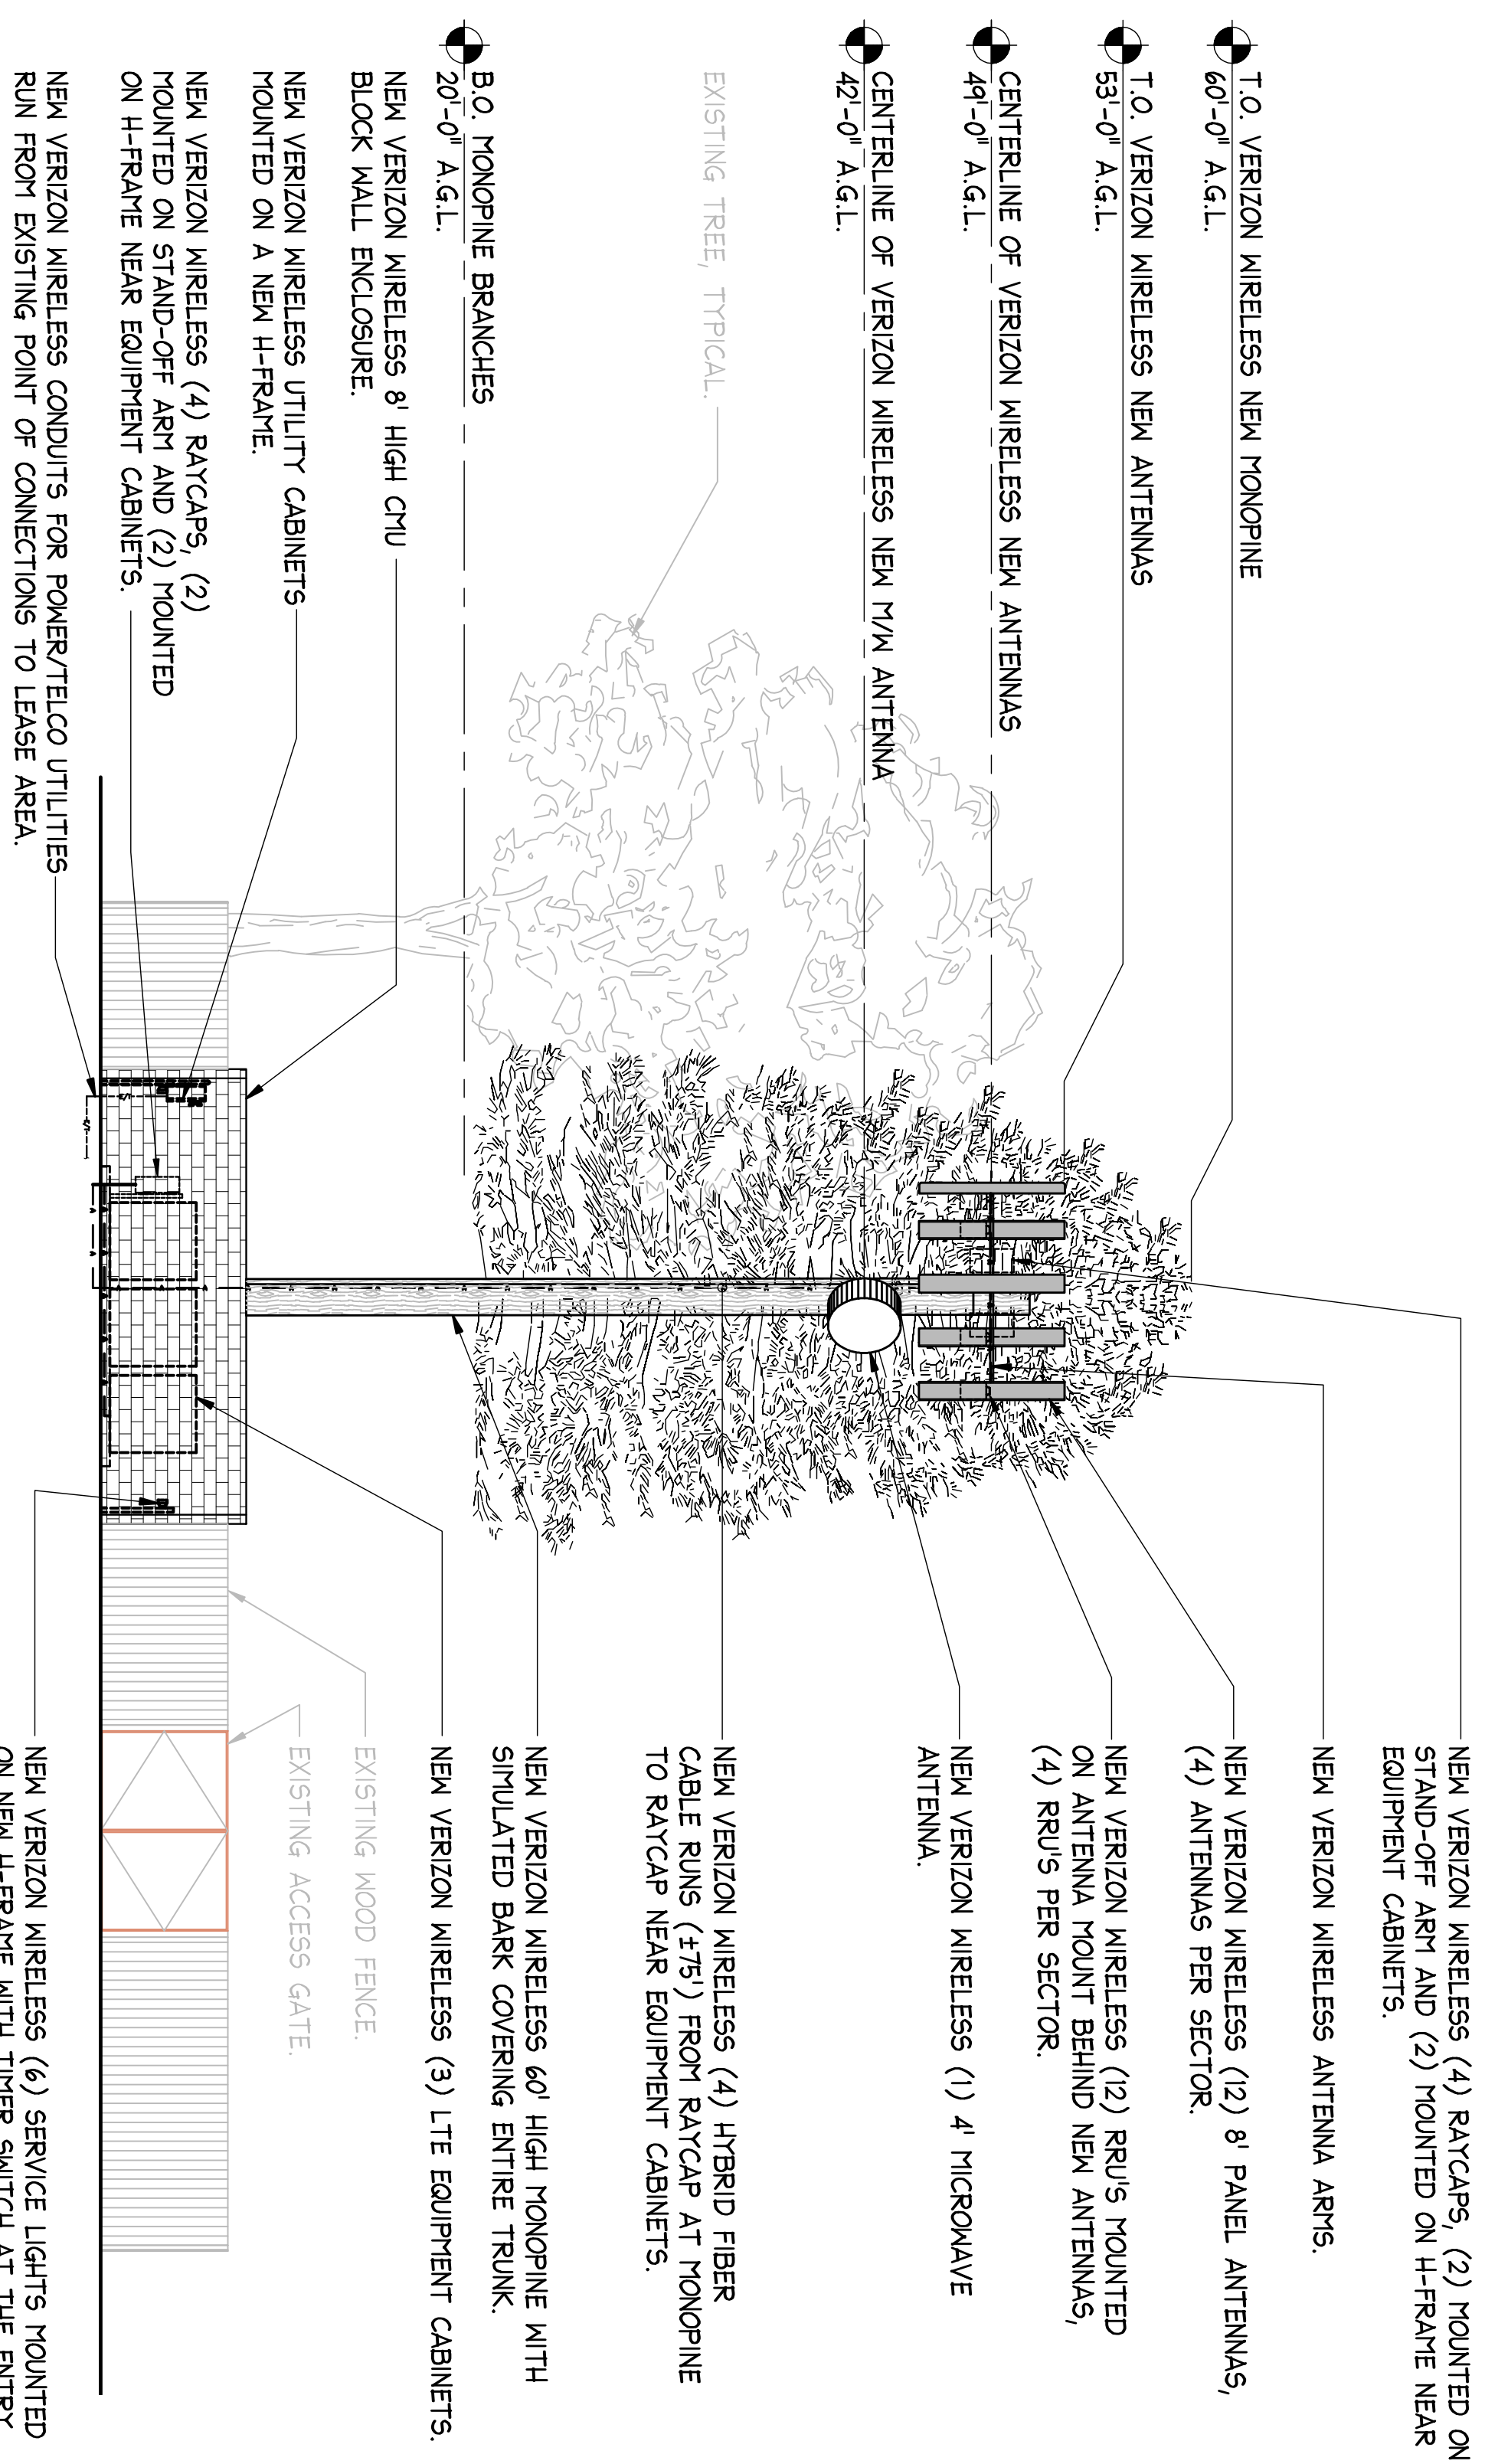 T.O. VERIZON WIRELESS NEW MONOPINE
60'-0" A.G.L.
T.O. VERIZON WIRELESS NEW ANTENNAS
53'-0" A.G.L.
CENTERLINE OF VERIZON WIRELESS NEW ANTENNAS
49'-0" A.G.L.
CENTERLINE OF VERIZON WIRELESS NEW M/W ANTENNA
42'-0" A.G.L.
EXISTING TREE, TYPICAL.
B.O. MONOPINE BRANCHES
20'-0" A.G.L.
NEW VERIZON WIRELESS 8' HIGH CMU
BLOCK WALL ENCLOSURE.
NEW VERIZON WIRELESS UTILITY CABINETS
MOUNTED ON A NEW H-FRAME.
NEW VERIZON WIRELESS (4) RAYCAPS, (2)
MOUNTED ON STAND-OFF ARM AND (2) MOUNTED
ON H-FRAME NEAR EQUIPMENT CABINETS.
NEW VERIZON WIRELESS CONDUITS FOR POWER/TELCO UTILITIES
RUN FROM EXISTING POINT OF CONNECTIONS TO LEASE AREA.
NEW VERIZON WIRELESS (4) RAYCAPS, (2) MOUNTED ON
STAND-OFF ARM AND (2) MOUNTED ON H-FRAME NEAR
EQUIPMENT CABINETS.
NEW VERIZON WIRELESS ANTENNA ARMS.
NEW VERIZON WIRELESS (12) 8' PANEL ANTENNAS,
(4) ANTENNAS PER SECTOR.
NEW VERIZON WIRELESS (12) RRU'S MOUNTED
ON ANTENNA MOUNT BEHIND NEW ANTENNAS,
(4) RRU'S PER SECTOR.
NEW VERIZON WIRELESS (1) 4' MICROWAVE
ANTENNA.
NEW VERIZON WIRELESS (4) HYBRID FIBER
CABLE RUNS (±75') FROM RAYCAP AT MONOPINE
TO RAYCAP NEAR EQUIPMENT CABINETS.
NEW VERIZON WIRELESS 60' HIGH MONOPINE WITH
SIMULATED BARK COVERING ENTIRE TRUNK.
NEW VERIZON WIRELESS (3) LTE EQUIPMENT CABINETS.
EXISTING WOOD FENCE.
EXISTING ACCESS GATE.
NEW VERIZON WIRELESS (6) SERVICE LIGHTS MOUNTED
ON NEW H-FRAME WITH TIMER SWITCH AT THE ENTRY